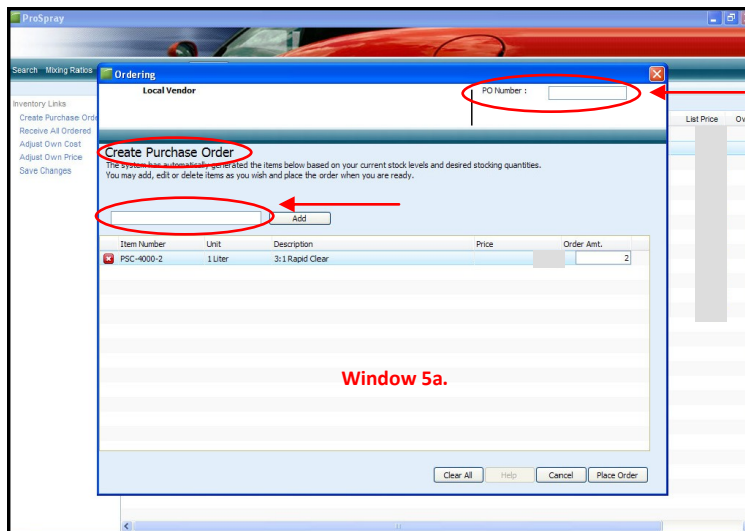 ProSpray
Search Mixing Ratios
Ordering
Local Vendor
PO Number :
Inventory Links
Create Purchase Orde
Receive All Ordered
Adjust Own Cost
Adjust Own Price
Save Changes
List Price Ov
Create Purchase Order
The system has automatically generated the items below based on your current stock levels and desired stocking quantities.
You may add, edit or delete items as you wish and place the order when you are ready.
Add
Item Number Unit Description Price Order Amt.
PSC-4000-2 1 Liter 3:1 Rapid Clear 2
Window 5a.
Clear All Help Cancel Place Order